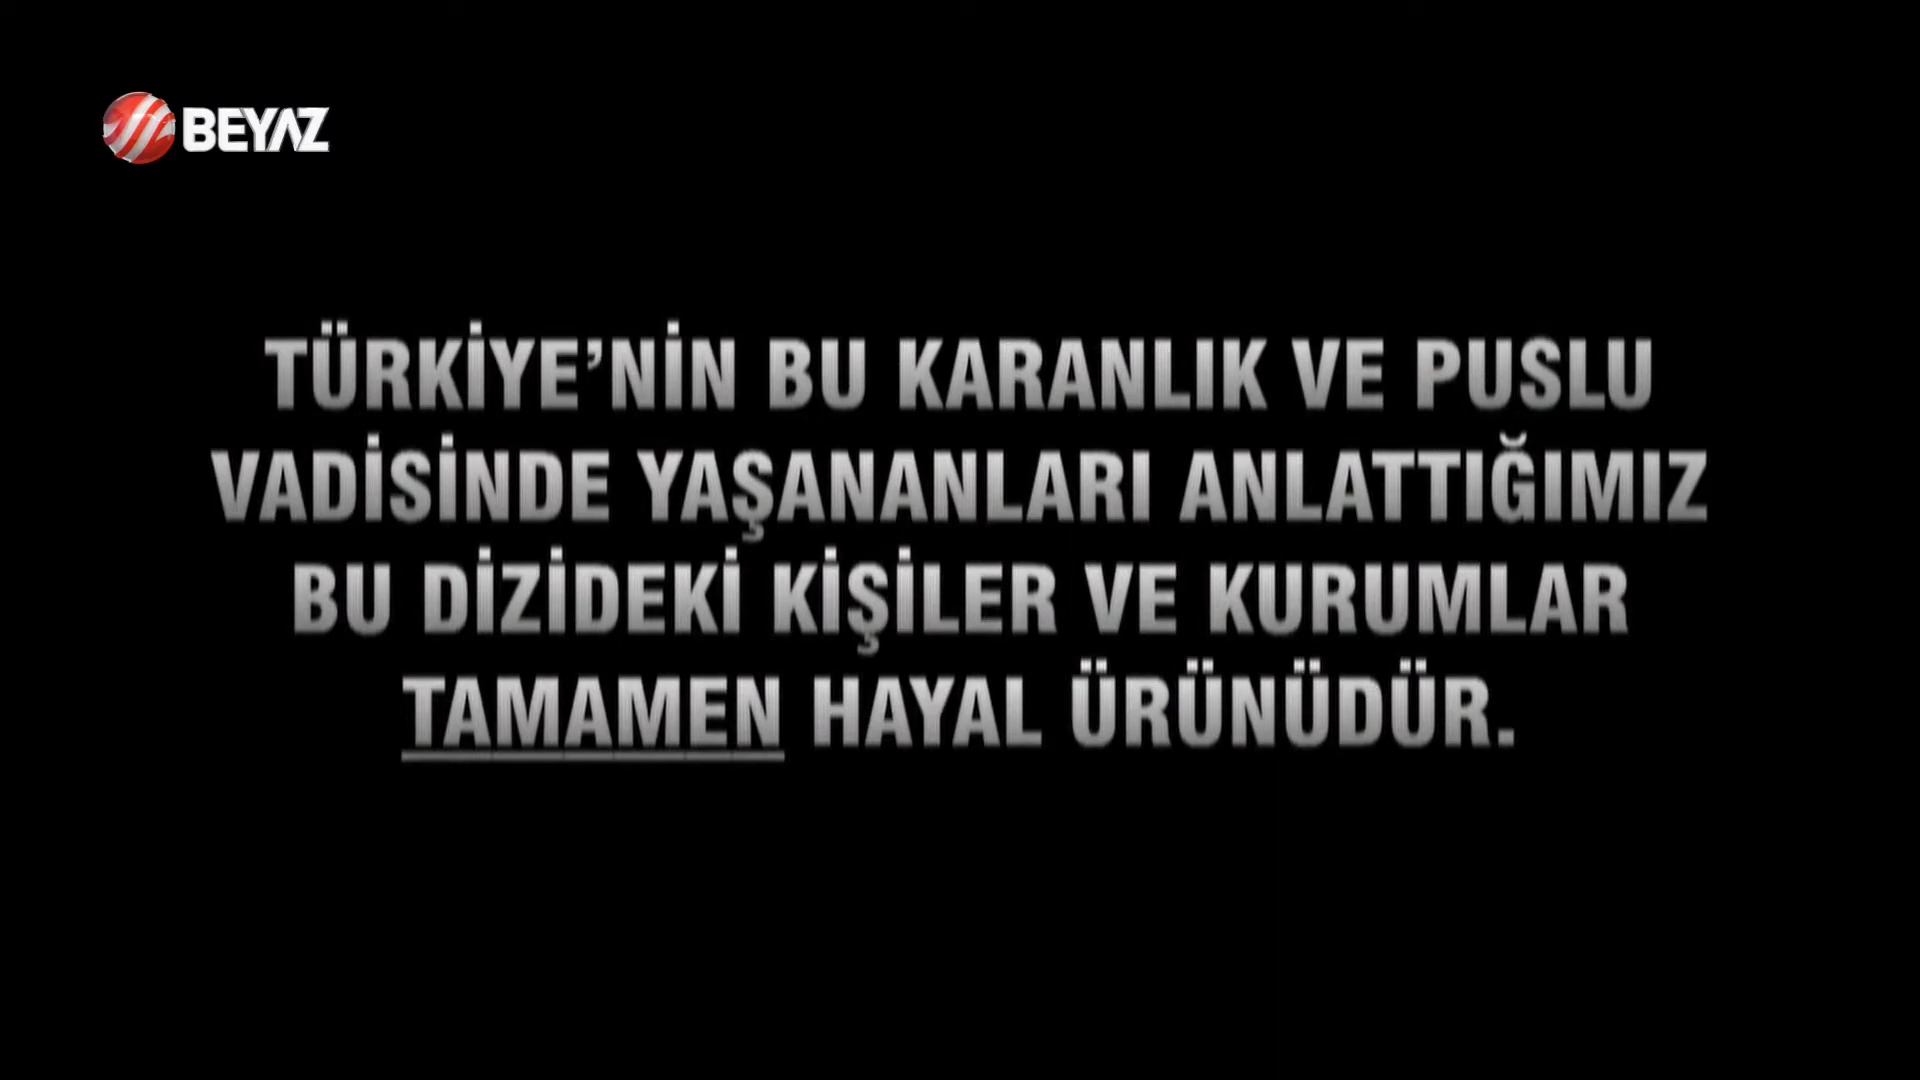 BEYAZ
TÜRKİYE’NİN BU KARANLIK VE PUSLU
VADİSİNDE YAŞANANLARI ANLATTIĞIMIZ
BU DİZİDEKİ KİŞİLER VE KURUMLAR
TAMAMEN HAYAL ÜRÜNÜDÜR.